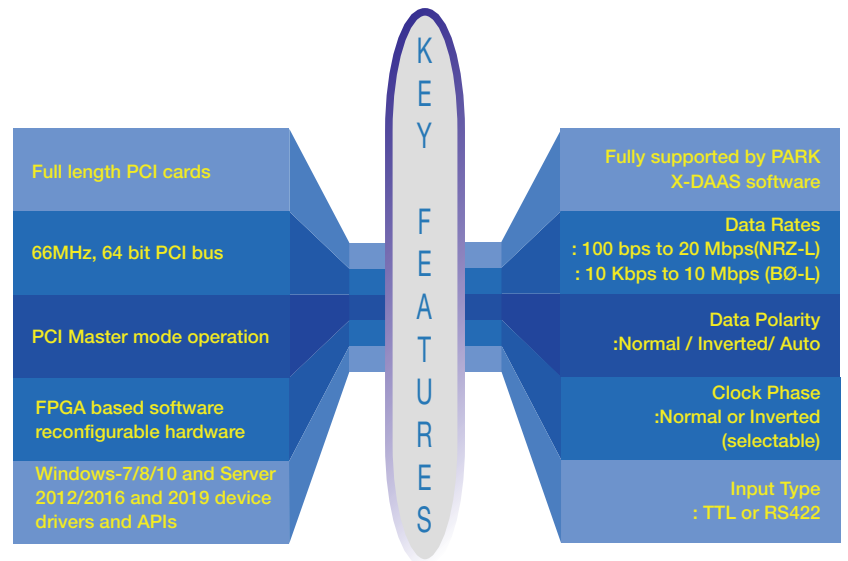 KEY FEATURES
Full length PCI cards
66MHz, 64 bit PCI bus
PCI Master mode operation
FPGA based software
reconfigurable hardware
Windows-7/8/10 and Server
2012/2016 and 2019 device
drivers and APIs
Fully supported by PARK
X-DAAS software
Data Rates
: 100 bps to 20 Mbps(NRZ-L)
: 10 Kbps to 10 Mbps (BØ-L)
Data Polarity
:Normal / Inverted/ Auto
Clock Phase
:Normal or Inverted
(selectable)
Input Type
: TTL or RS422